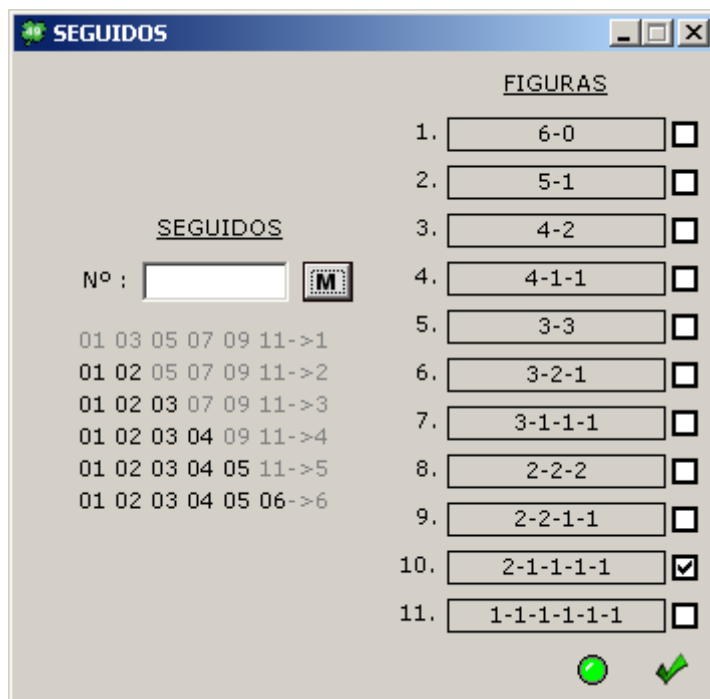 49 SEGUIDOS
FIGURAS
1. 6-0
2. 5-1
3. 4-2
4. 4-1-1
5. 3-3
6. 3-2-1
7. 3-1-1-1
8. 2-2-2
9. 2-2-1-1
10. 2-1-1-1-1
11. 1-1-1-1-1-1
SEGUIDOS
Nº : M
01 03 05 07 09 11->1
01 02 05 07 09 11->2
01 02 03 07 09 11->3
01 02 03 04 09 11->4
01 02 03 04 05 11->5
01 02 03 04 05 06->6